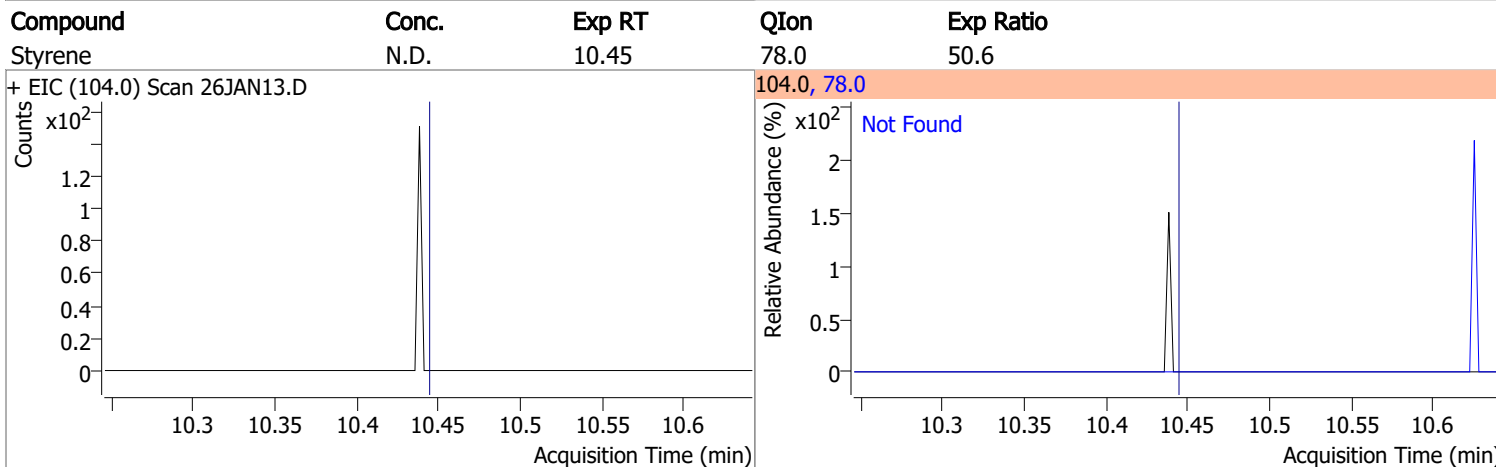 Compound Conc. Exp RT QIon Exp Ratio
Styrene N.D. 10.45 78.0 50.6
+ EIC (104.0) Scan 26JAN13.D
Counts
x10²
1.2
1
0.8
0.6
0.4
0.2
0
10.3 10.35 10.4 10.45 10.5 10.55 10.6
Acquisition Time (min)
104.0, 78.0
Relative Abundance (%)
x10²
Not Found
2
1.5
1
0.5
0
10.3 10.35 10.4 10.45 10.5 10.55 10.6
Acquisition Time (min)